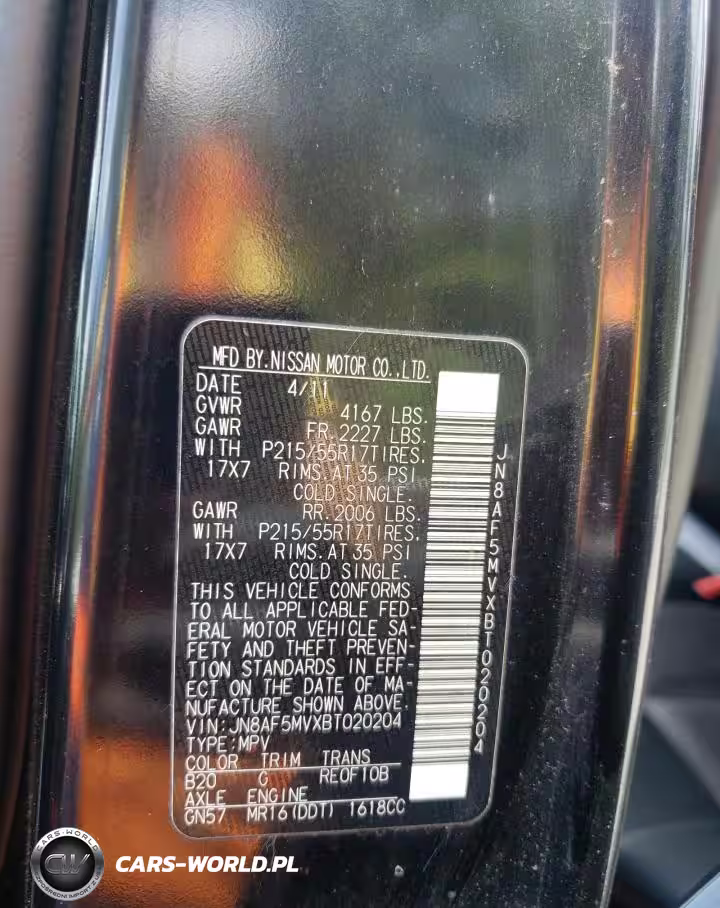 MFD BY.NISSAN MOTOR CO.,LTD.
DATE 4/11
GVWR 4167 LBS.
GAWR FR. 2227 LBS.
WITH P215/55R17TIRES.
17X7 RIMS.AT 35 PSI
COLD SINGLE.
GAWR RR. 2006 LBS.
WITH P215/55R17TIRES.
17X7 RIMS.AT 35 PSI
COLD SINGLE.
THIS VEHICLE CONFORMS
TO ALL APPLICABLE FED-
ERAL MOTOR VEHICLE SA-
FETY AND THEFT PREVEN-
TION STANDARDS IN EFF-
ECT ON THE DATE OF MA-
NUFACTURE SHOWN ABOVE.
VIN:JN8AF5MVXBT020204
TYPE:MPV
COLOR TRIM TRANS
B20 G REOF10B
AXLE ENGINE
GN57 MR16(DDT) 1618CC
JN8AF5MVXBT020204
CARS-WORLD
CW
CARS-WORLD.PL